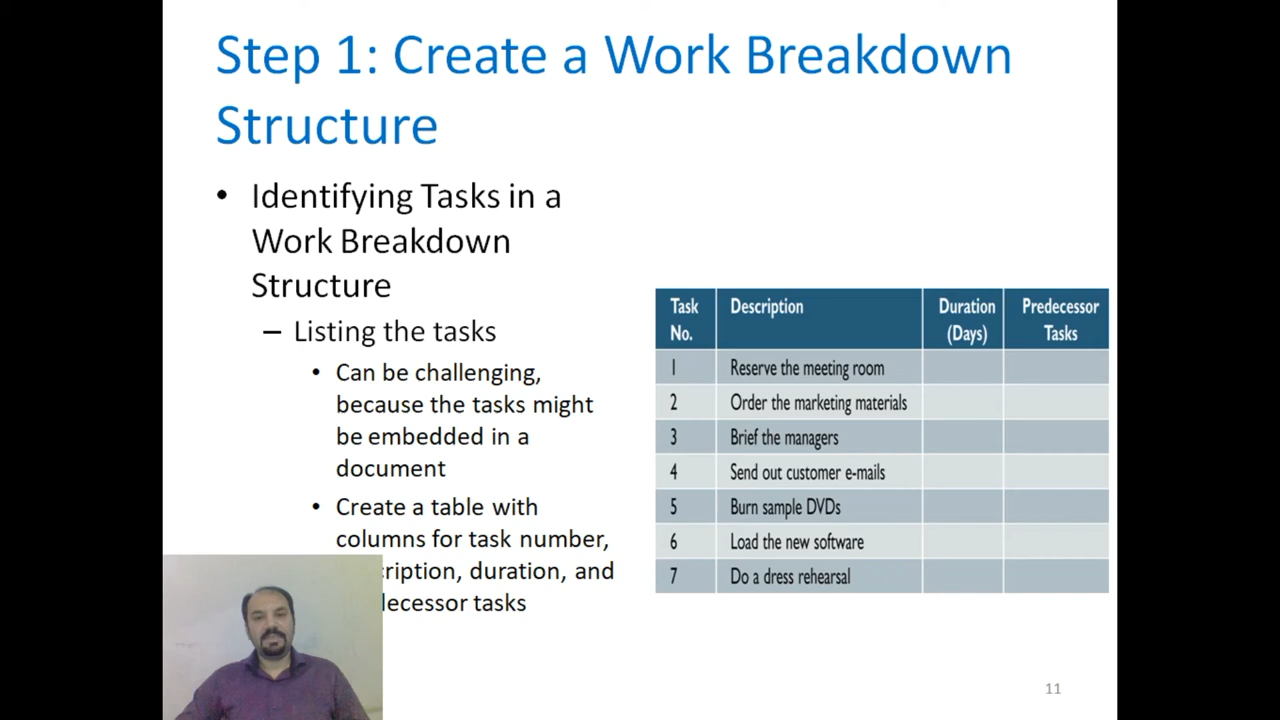 Step 1: Create a Work Breakdown
Structure
• Identifying Tasks in a
Work Breakdown
Structure
– Listing the tasks
• Can be challenging,
because the tasks might
be embedded in a
document
• Create a table with
columns for task number,
cription, duration, and
decessor tasks
Task No. Description Duration (Days) Predecessor Tasks
1 Reserve the meeting room
2 Order the marketing materials
3 Brief the managers
4 Send out customer e-mails
5 Burn sample DVDs
6 Load the new software
7 Do a dress rehearsal
11